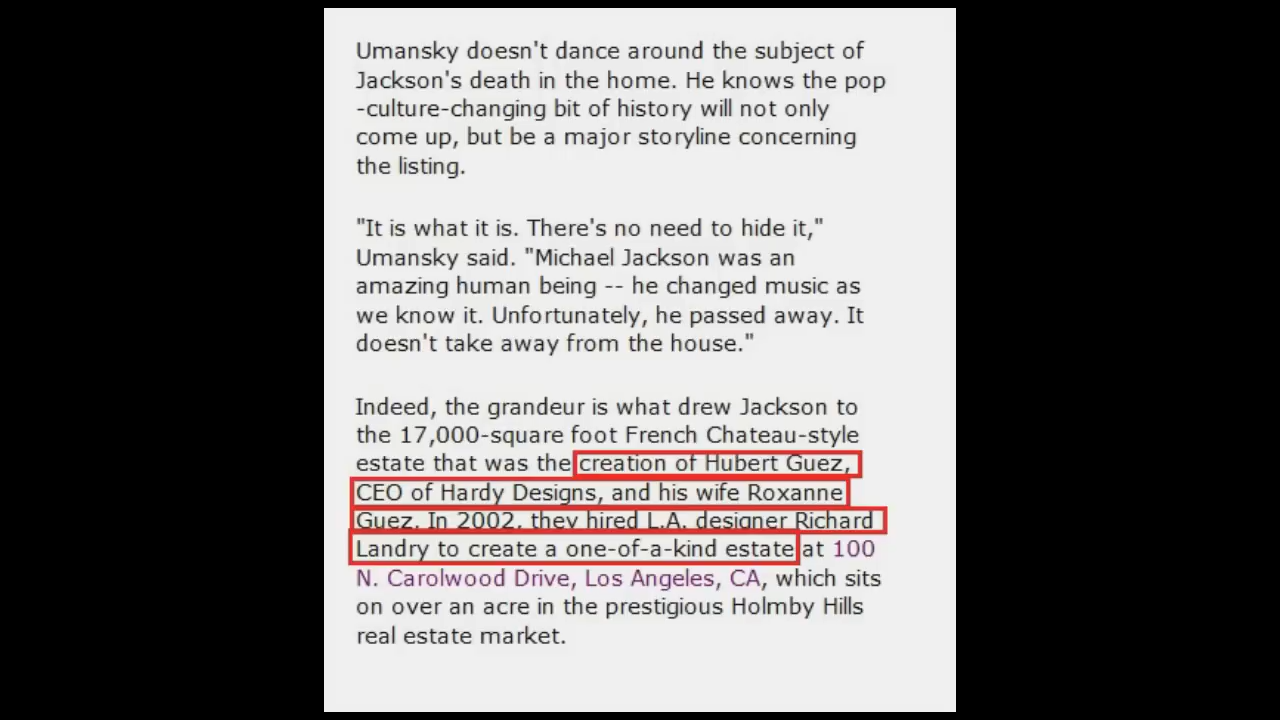 Umansky doesn't dance around the subject of
Jackson's death in the home. He knows the pop
-culture-changing bit of history will not only
come up, but be a major storyline concerning
the listing.
"It is what it is. There's no need to hide it,"
Umansky said. "Michael Jackson was an
amazing human being -- he changed music as
we know it. Unfortunately, he passed away. It
doesn't take away from the house."
Indeed, the grandeur is what drew Jackson to
the 17,000-square foot French Chateau-style
estate that was the creation of Hubert Guez,
CEO of Hardy Designs, and his wife Roxanne
Guez. In 2002, they hired L.A. designer Richard
Landry to create a one-of-a-kind estate at 100
N. Carolwood Drive, Los Angeles, CA, which sits
on over an acre in the prestigious Holmby Hills
real estate market.